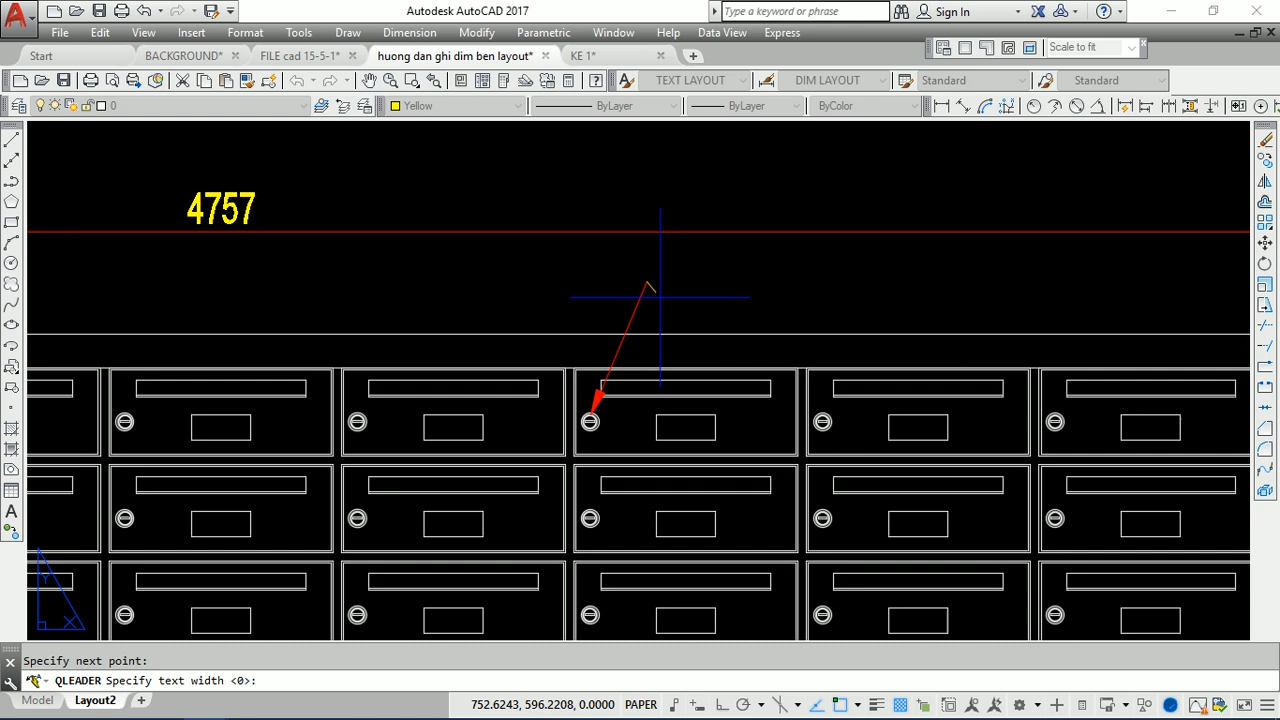 Autodesk AutoCAD 2017
Type a keyword or phrase
Sign In
File Edit View Insert Format Tools Draw Dimension Modify Parametric Window Help Data View Express
Start BACKGROUND* FILE cad 15-5-1* huong dan ghi dim ben layout* KE 1*
Scale to fit
TEXT LAYOUT DIM LAYOUT Standard Standard
0 Yellow ByLayer ByLayer ByColor
4757
Y X
Specify next point:
QLEADER Specify text width <0>:
Model Layout2
752.6243, 596.2208, 0.0000 PAPER